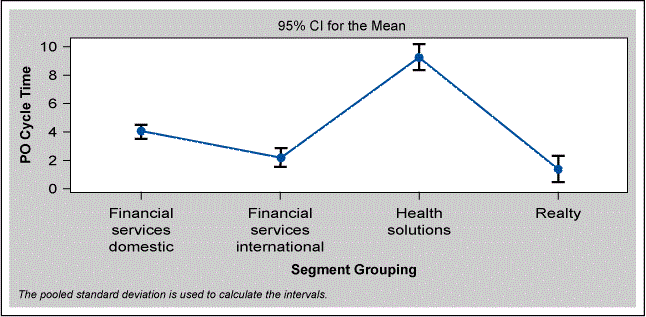 95% CI for the Mean
PO Cycle Time
10
8
6
4
2
0
Financial
services
domestic
Financial
services
international
Health
solutions
Realty
Segment Grouping
The pooled standard deviation is used to calculate the intervals.